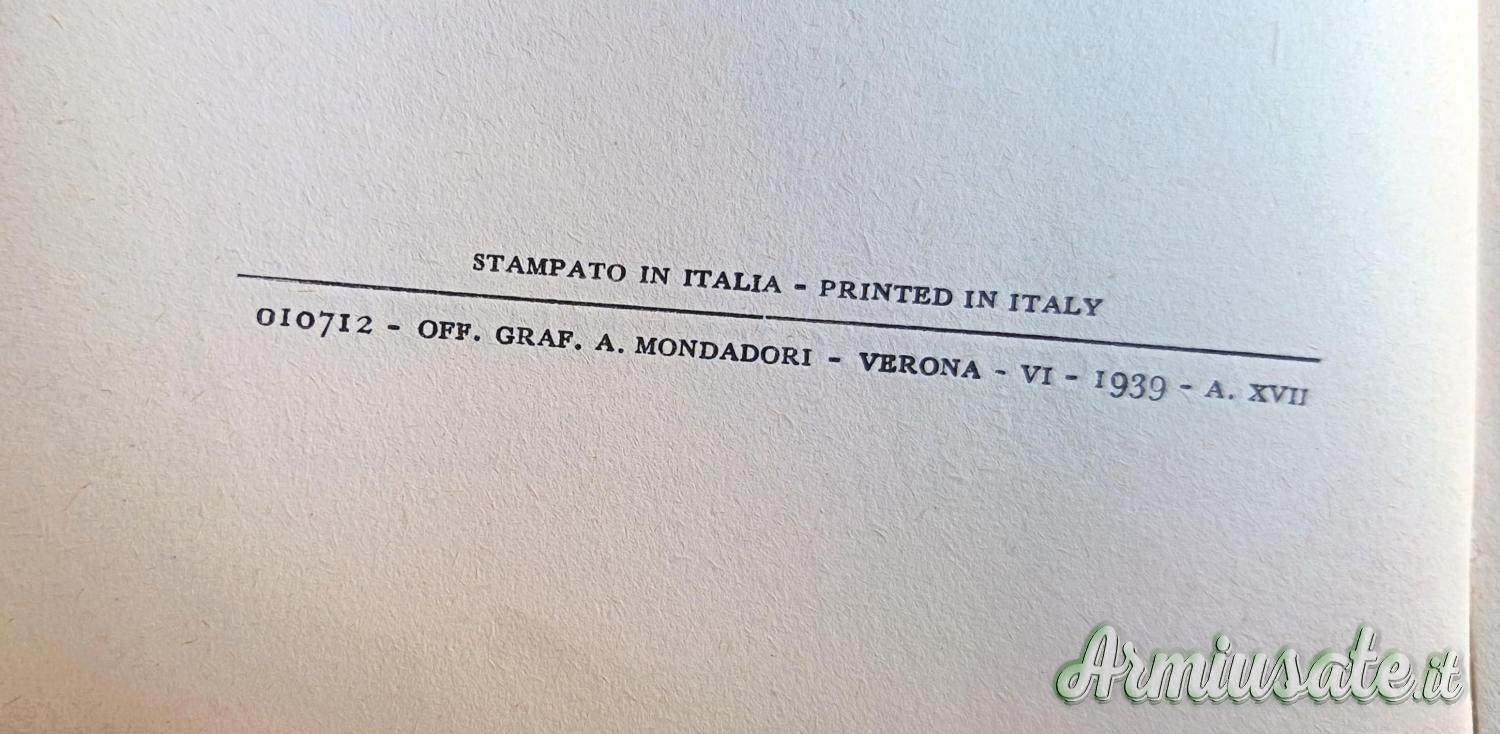 STAMPATO IN ITALIA - PRINTED IN ITALY
010712 - OFF. GRAF. A. MONDADORI - VERONA - VI - 1939 - A. XVII
Armiusate.it